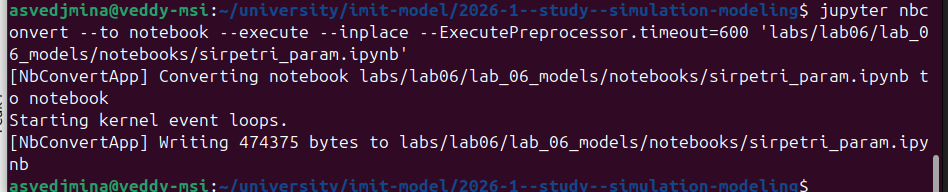 asvedjmina@veddy-msi:~/university/imit-model/2026-1--study--simulation-modeling$ jupyter nbc
onvert --to notebook --execute --inplace --ExecutePreprocessor.timeout=600 'labs/lab06/lab_0
6_models/notebooks/sirpetri_param.ipynb'
[NbConvertApp] Converting notebook labs/lab06/lab_06_models/notebooks/sirpetri_param.ipynb t
o notebook
Starting kernel event loops.
[NbConvertApp] Writing 474375 bytes to labs/lab06/lab_06_models/notebooks/sirpetri_param.ipy
nb
asvedjmina@veddy-msi:~/university/imit-model/2026-1--study--simulation-modeling$